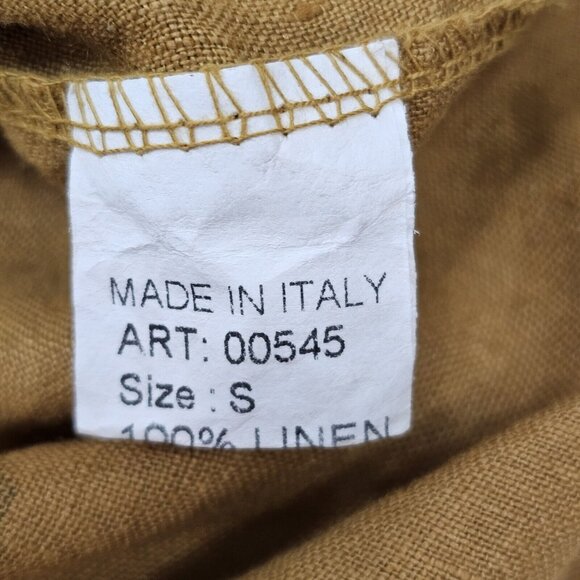 MADE IN ITALY
ART: 00545
Size : S
100% LINEN